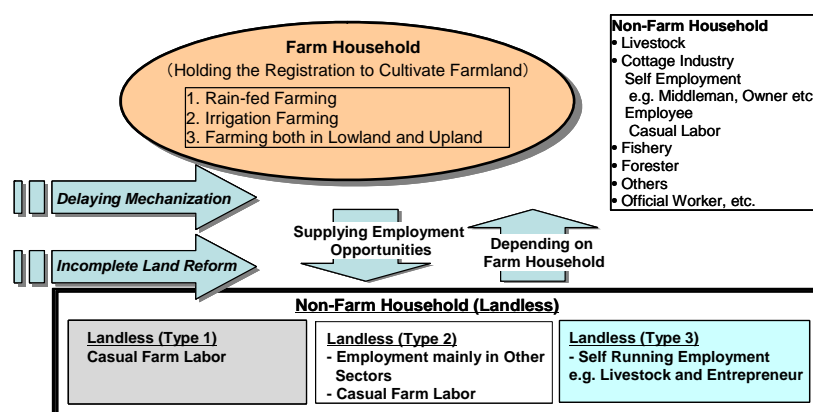 Farm Household
(Holding the Registration to Cultivate Farmland)
1. Rain-fed Farming
2. Irrigation Farming
3. Farming both in Lowland and Upland
Non-Farm Household
• Livestock
• Cottage Industry
Self Employment
e.g. Middleman, Owner etc
Employee
Casual Labor
• Fishery
• Forester
• Others
• Official Worker, etc.
Delaying Mechanization
Incomplete Land Reform
Supplying Employment
Opportunities
Depending on
Farm Household
Non-Farm Household (Landless)
Landless (Type 1)
Casual Farm Labor
Landless (Type 2)
- Employment mainly in Other
Sectors
- Casual Farm Labor
Landless (Type 3)
- Self Running Employment
e.g. Livestock and Entrepreneur